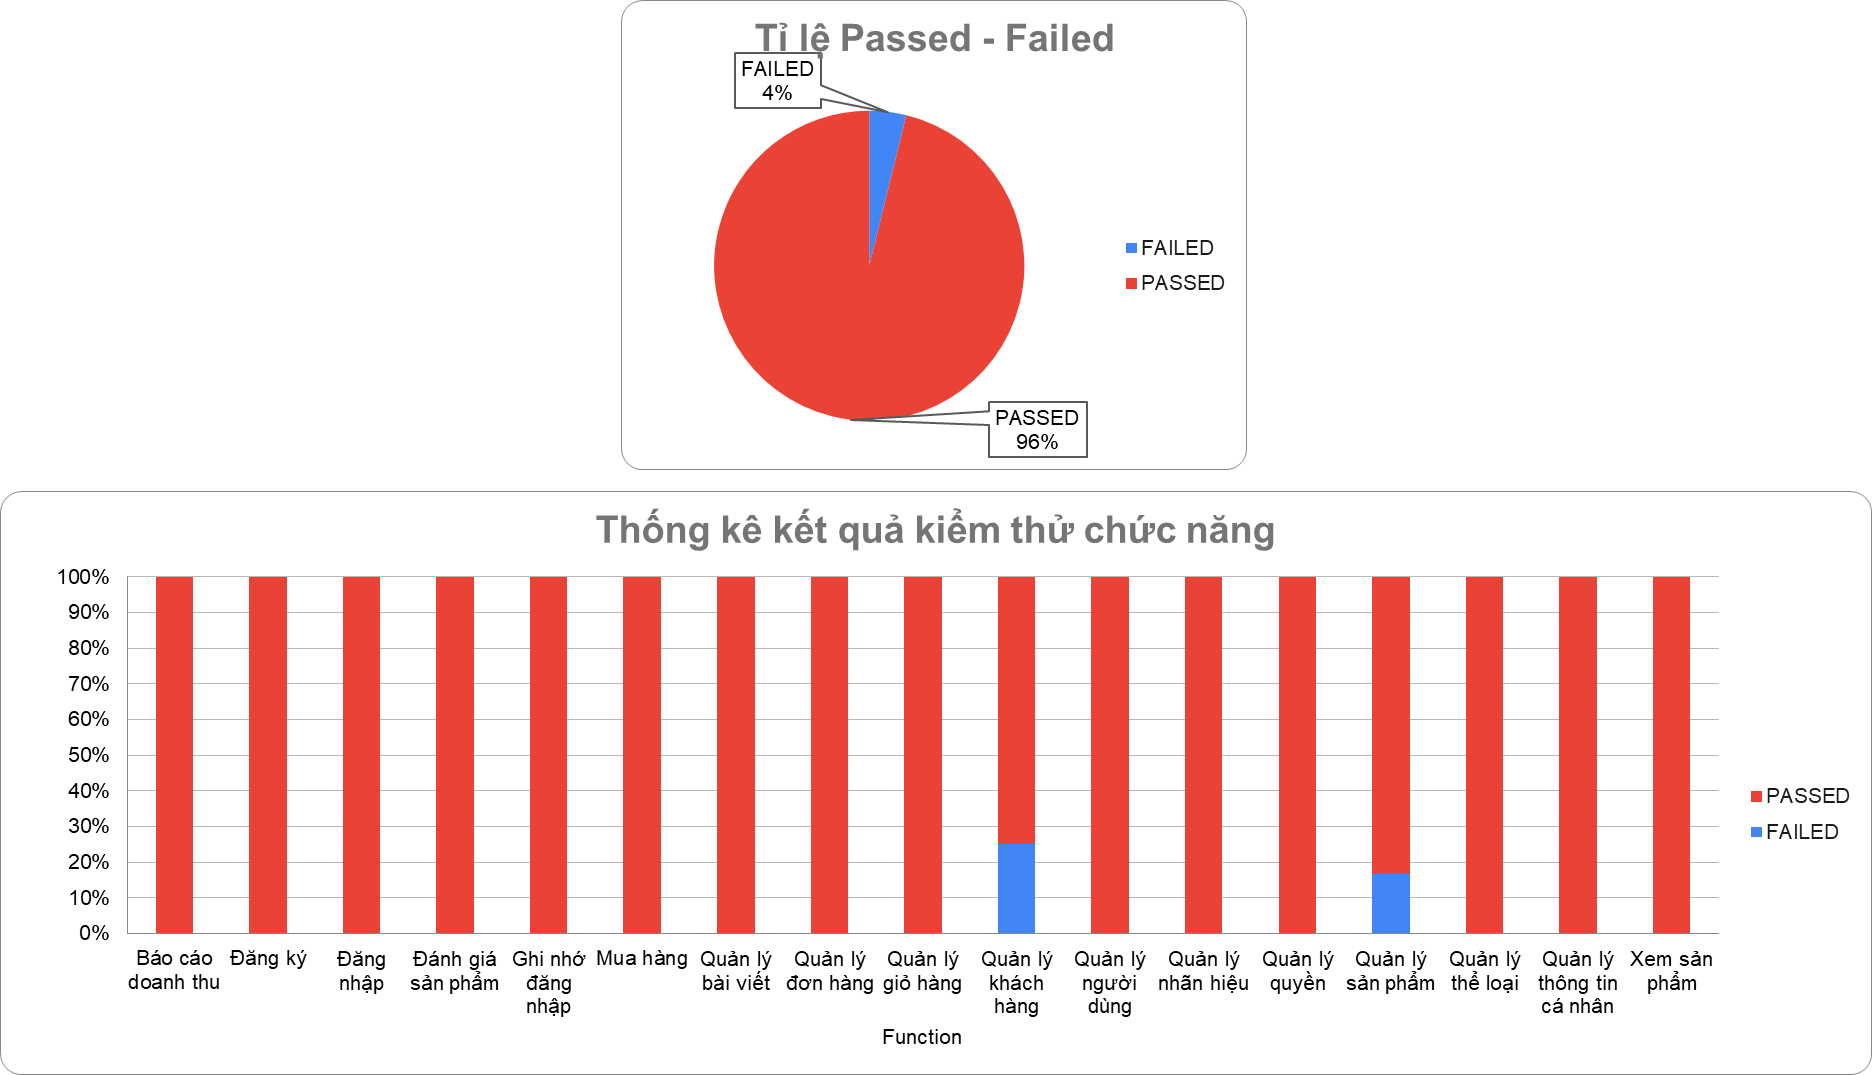 Tỉ lệ Passed - Failed
FAILED
4%
FAILED
PASSED
PASSED
96%
Thống kê kết quả kiểm thử chức năng
100%
90%
80%
70%
60%
50%
40%
30%
20%
10%
0%
PASSED
FAILED
Báo cáo
doanh thu
Đăng ký
Đăng
nhập
Đánh giá
sản phẩm
Ghi nhớ
đăng
nhập
Mua hàng
Quản lý
bài viết
Quản lý
đơn hàng
Quản lý
giỏ hàng
Quản lý
khách
hàng
Quản lý
người
dùng
Quản lý
nhãn hiệu
Quản lý
quyền
Quản lý
sản phẩm
Quản lý
thể loại
Quản lý
thông tin
cá nhân
Xem sản
phẩm
Function